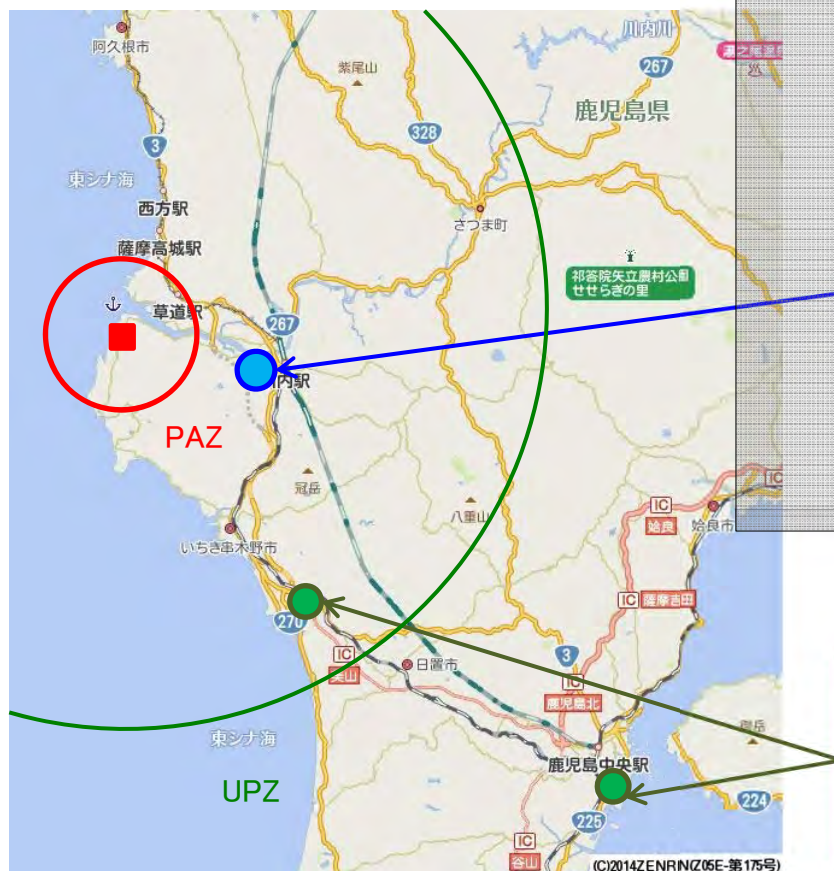 阿久根市
川内川
紫尾山
267
鹿児島県
3
328
東シナ海
西方駅
さつま町
薩摩高城駅
祁答院矢立農村公園
せせらぎの里
草道駅
267
内駅
PAZ
冠岳
八重山
IC
姶良
姶良市
いちき串木野市
IC
薩摩吉田
270
IC
美山
日置市
3
IC
鹿児島北
東シナ海
鹿児島中央駅
UPZ
224
225
IC
谷山
(C)2014ZENRIN(Z05E-第175号)